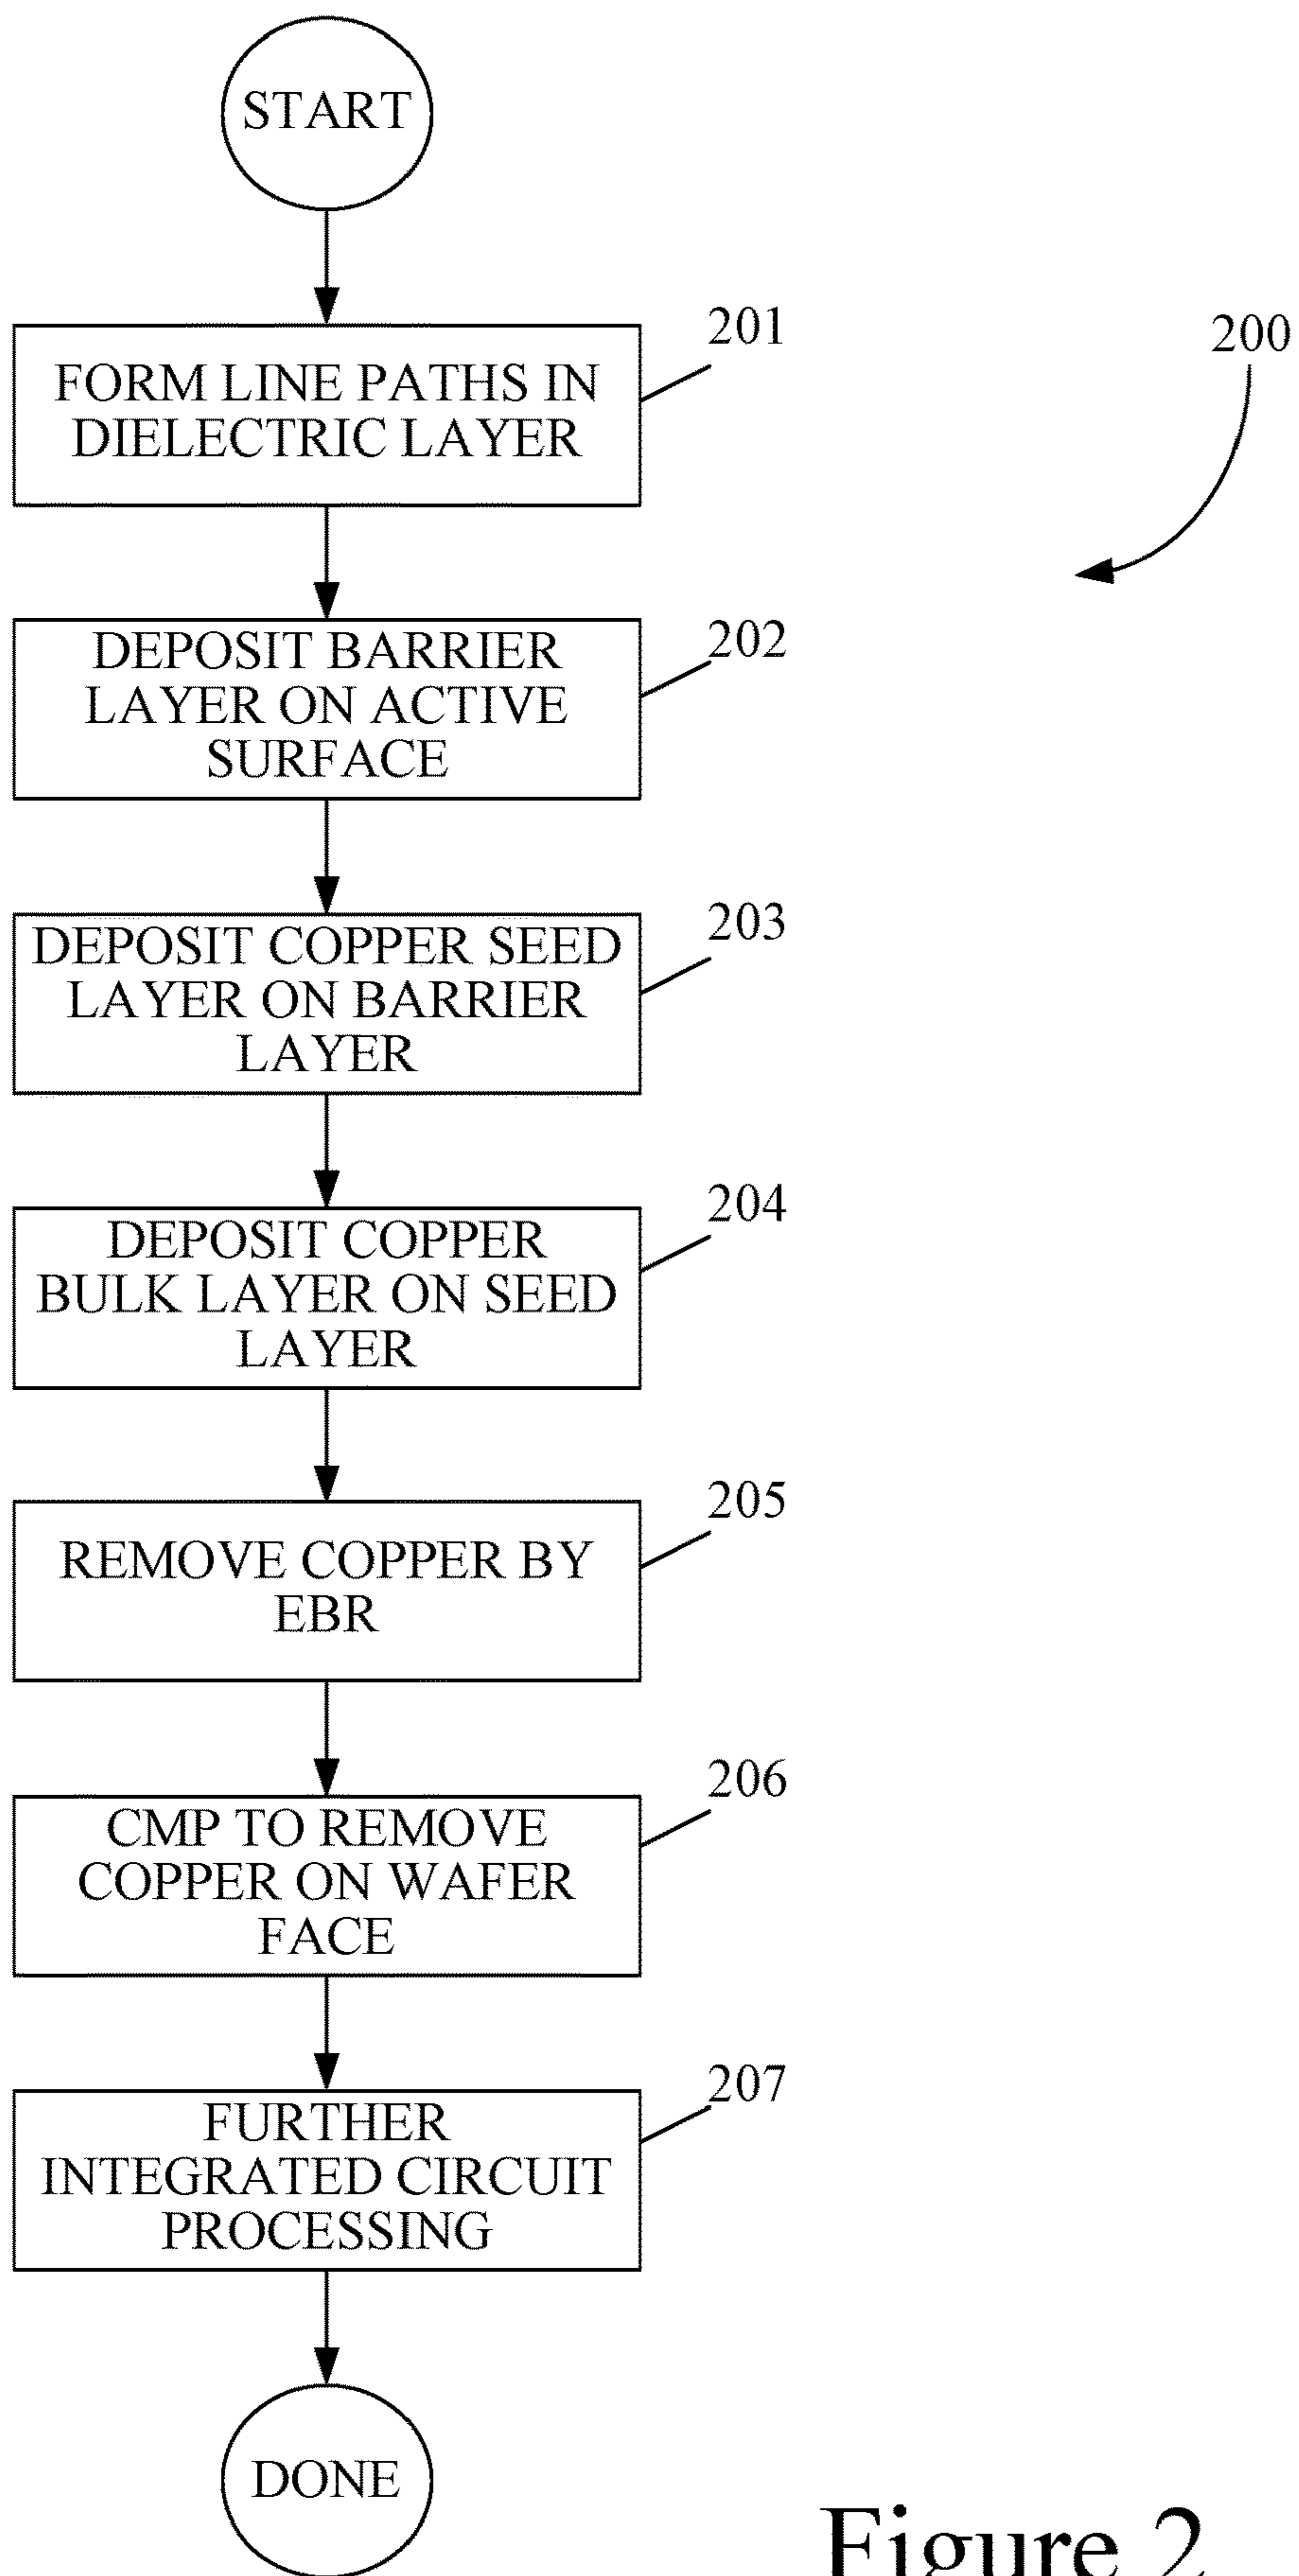 START
201
200
FORM LINE PATHS IN
DIELECTRIC LAYER
202
DEPOSIT BARRIER
LAYER ON ACTIVE
SURFACE
203
DEPOSIT COPPER SEED
LAYER ON BARRIER
LAYER
204
DEPOSIT COPPER
BULK LAYER ON SEED
LAYER
205
REMOVE COPPER BY
EBR
206
CMP TO REMOVE
COPPER ON WAFER
FACE
207
FURTHER
INTEGRATED CIRCUIT
PROCESSING
DONE
Figure 2